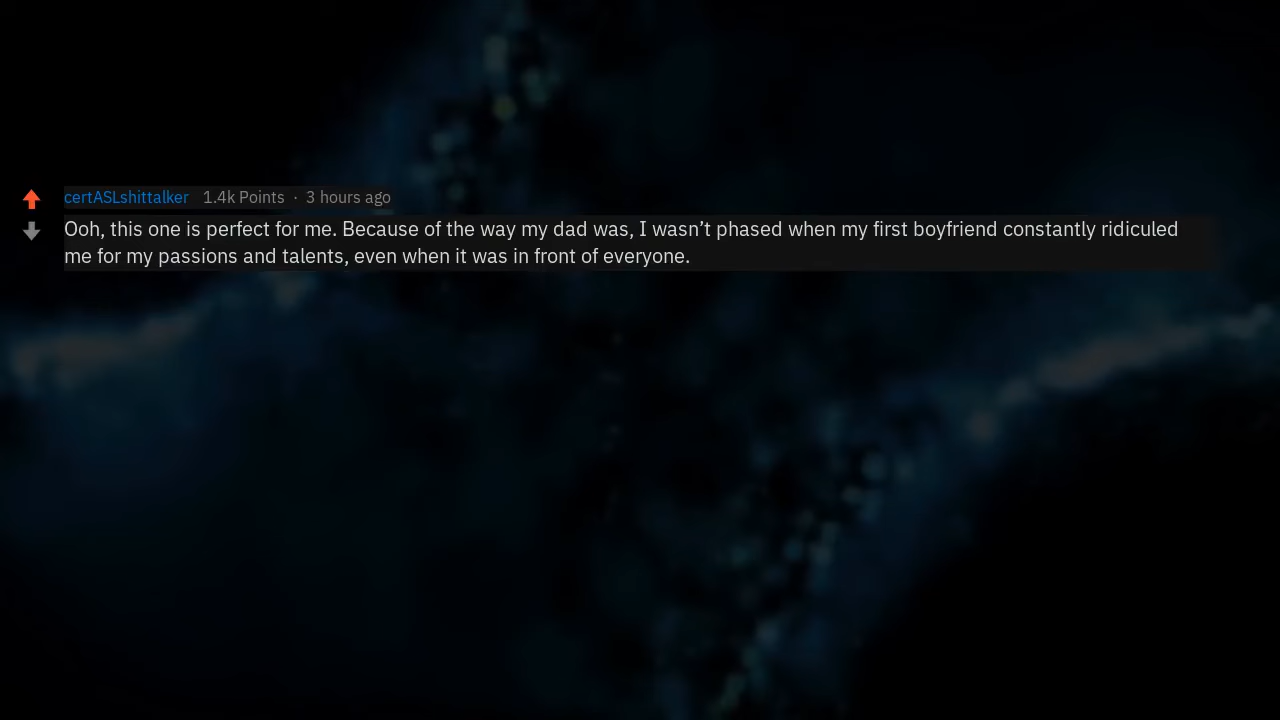 certASLshittalker 1.4k Points · 3 hours ago
Ooh, this one is perfect for me. Because of the way my dad was, I wasn’t phased when my first boyfriend constantly ridiculed
me for my passions and talents, even when it was in front of everyone.